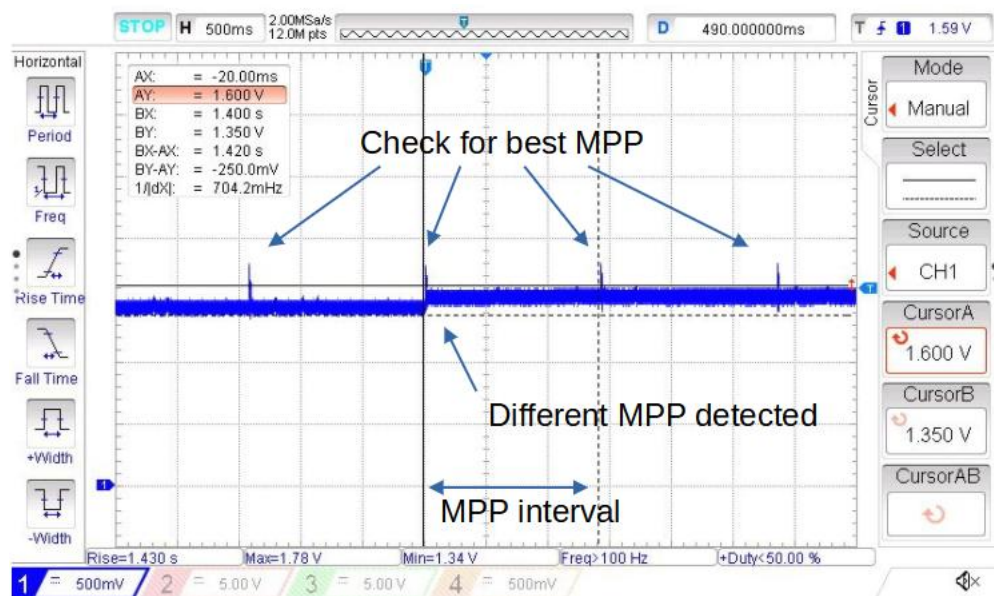 STOP H 500ms 2.00MSa/s 12.0M pts D 490.000000ms T 1 1.59 V
Horizontal
Period
Freq
Rise Time
Fall Time
+Width
-Width
AX: = -20.00ms
AY: = 1.600 V
BX: = 1.400 s
BY: = 1.350 V
BX-AX: = 1.420 s
BY-AY: = -250.0mV
1/|dX|: = 704.2mHz
T
Check for best MPP
T
Different MPP detected
1
MPP interval
Cursor
Mode
Manual
Select
Source
CH1
CursorA
1.600 V
CursorB
1.350 V
CursorAB
Rise=1.430 s Max=1.78 V Min=1.34 V Freq>100 Hz +Duty<50.00 %
1 500mV 2 5.00 V 3 5.00 V 4 500mV